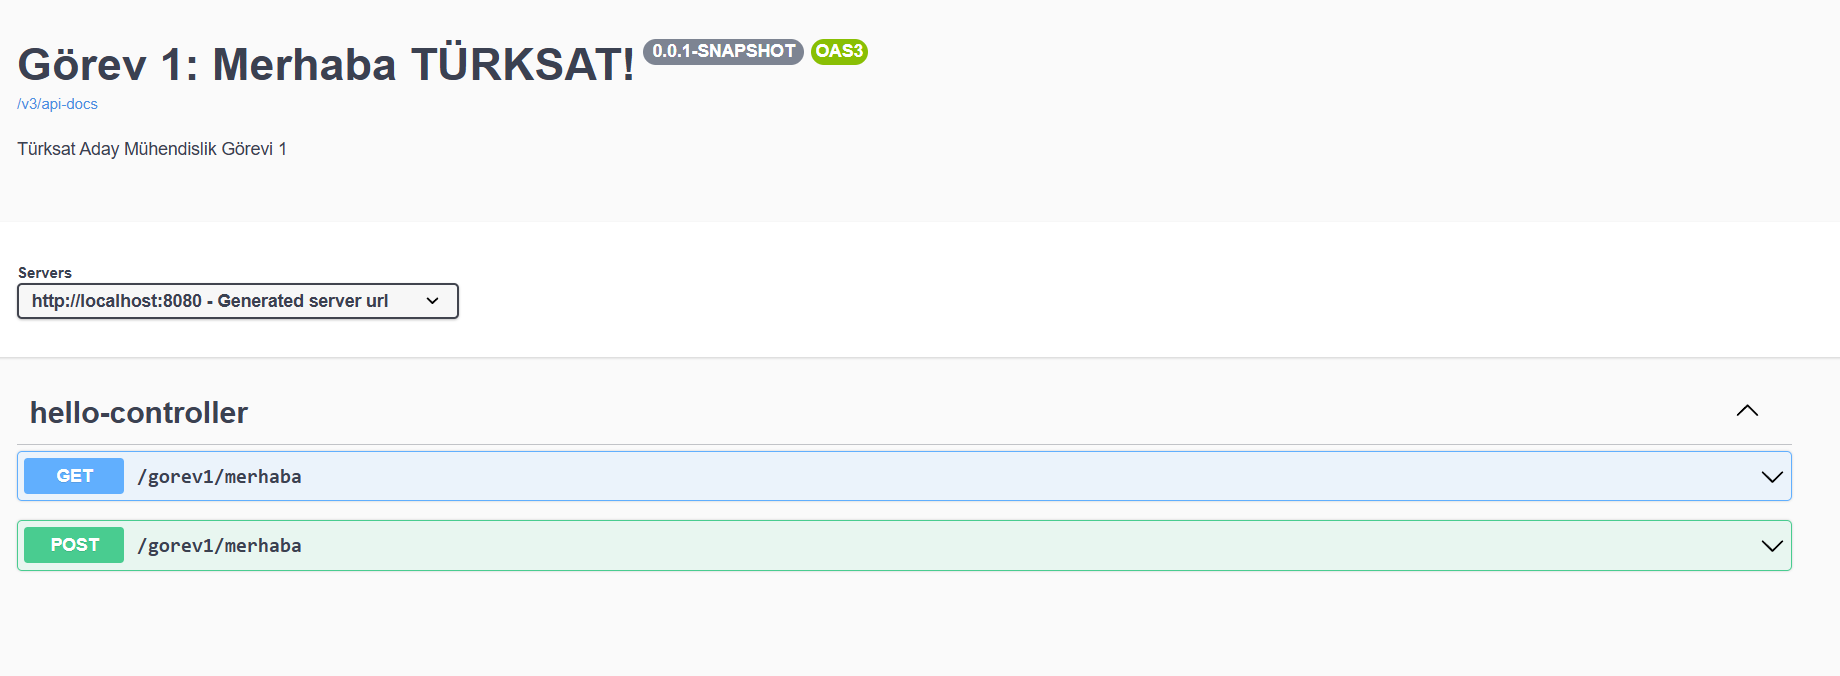 Görev 1: Merhaba TÜRKSAT! 0.0.1-SNAPSHOT OAS3
/v3/api-docs
Türksat Aday Mühendislik Görevi 1
Servers
http://localhost:8080 - Generated server url
hello-controller
GET /gorev1/merhaba
POST /gorev1/merhaba